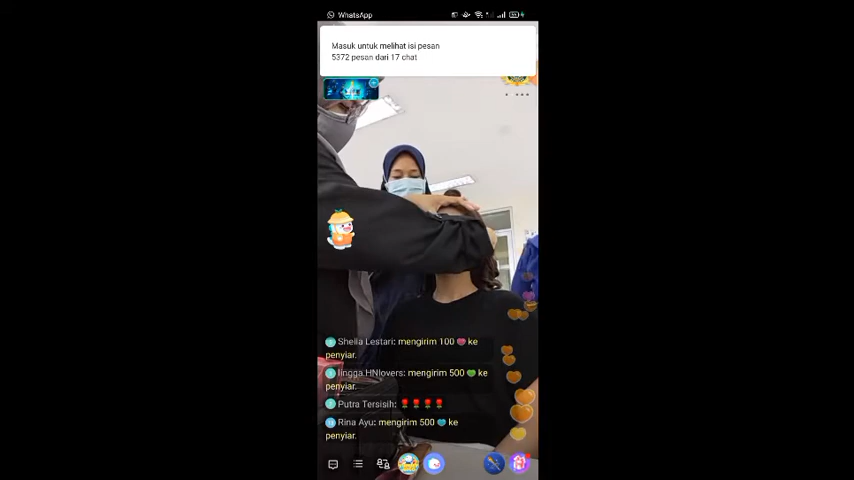 WhatsApp
Masuk untuk melihat isi pesan
5372 pesan dari 17 chat
Sheila Lestari: mengirim 100 ke
penyiar.
lingga HNlovers: mengirim 500 ke
penyiar.
Putra Tersisih:
Rina Ayu: mengirim 500 ke
penyiar.